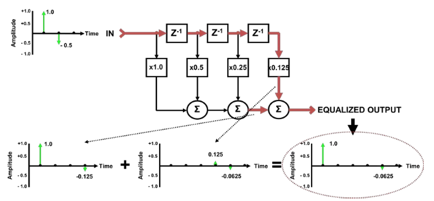 +1.0
1.0
Amplitude
Time
- 0.5
- 1.0
IN
Z-1
Z-1
Z-1
x1.0
x0.5
x0.25
x0.125
Σ
Σ
Σ
EQUALIZED OUTPUT
+1.0
1.0
Amplitude
Time
-0.125
- 1.0
+
+1.0
Amplitude
0.125
Time
-0.0625
- 1.0
=
+1.0
1.0
Amplitude
Time
-0.0625
- 1.0